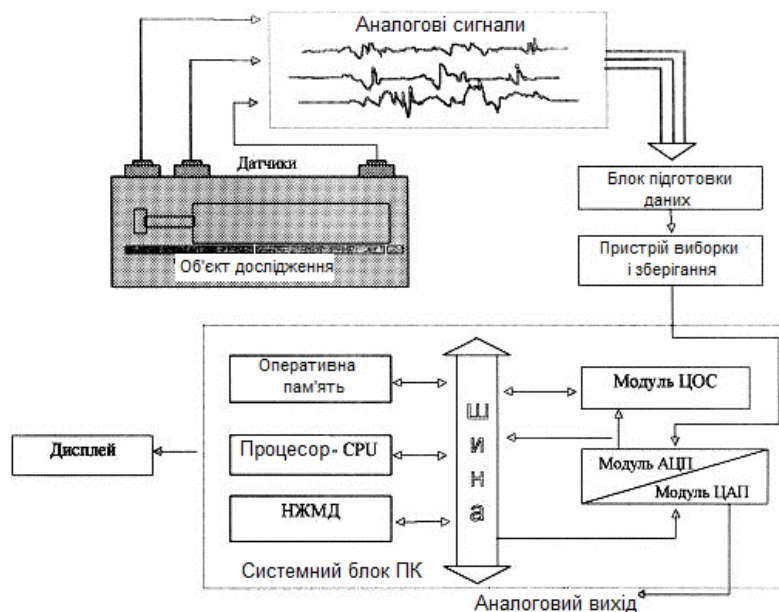 Аналогові сигнали
Датчики
Об'єкт дослідження
Блок підготовки
даних
Пристрій виборки
і зберігання
Оперативна
пам'ять
Модуль ЦОС
Шина
Дисплей
Процесор- CPU
Модуль АЦП
Модуль ЦАП
НЖМД
Системний блок ПК
Аналоговий вихід